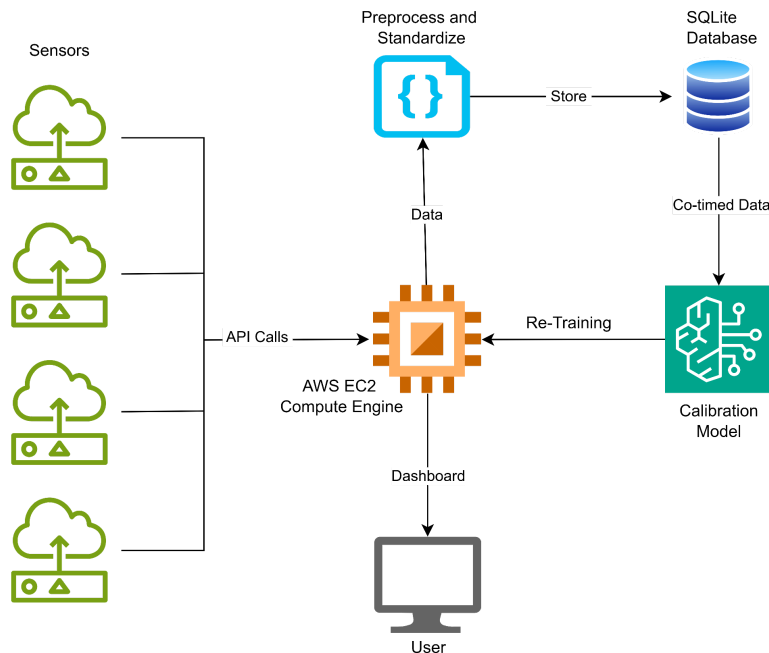 Preprocess and
Standardize
SQLite
Database
Sensors
{}
Store
Data
Co-timed Data
API Calls
Re-Training
AWS EC2
Compute Engine
Calibration
Model
Dashboard
User